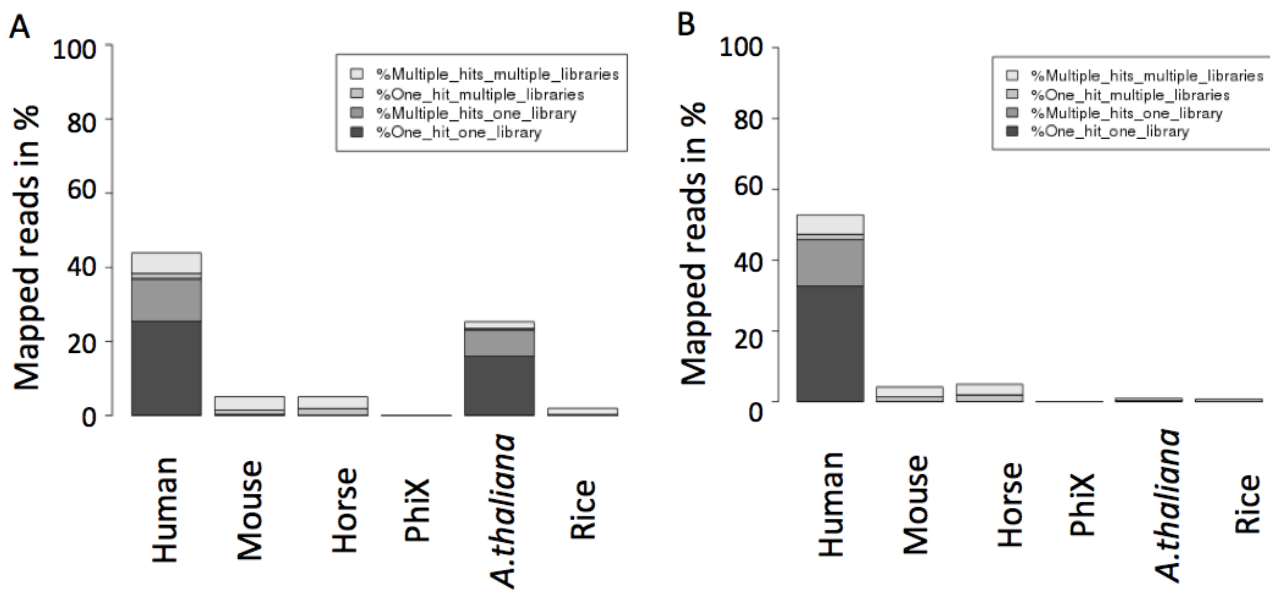 A
Mapped reads in %
100
80
60
40
20
0
%Multiple_hits_multiple_libraries
%One_hit_multiple_libraries
%Multiple_hits_one_library
%One_hit_one_library
Human
Mouse
Horse
PhiX
A.thaliana
Rice
B
Mapped reads in %
100
80
60
40
20
0
%Multiple_hits_multiple_libraries
%One_hit_multiple_libraries
%Multiple_hits_one_library
%One_hit_one_library
Human
Mouse
Horse
PhiX
A.thaliana
Rice